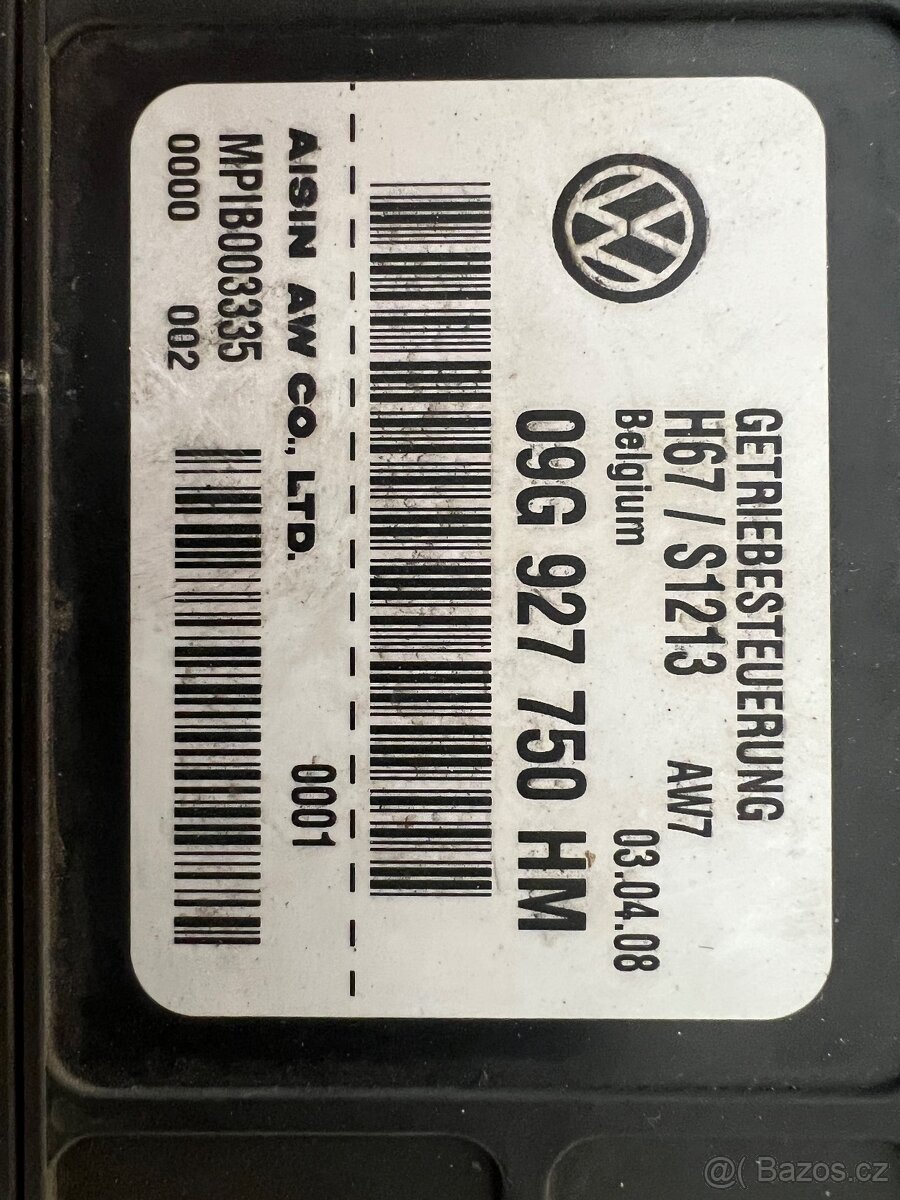 GETRIEBESTEUERUNG
H67 / S1213 AW7
Belgium 03.04.08
09G 927 750 HM
0001
AISIN AW CO., LTD.
MPIB003335
0000 002
@( Bazos.cz